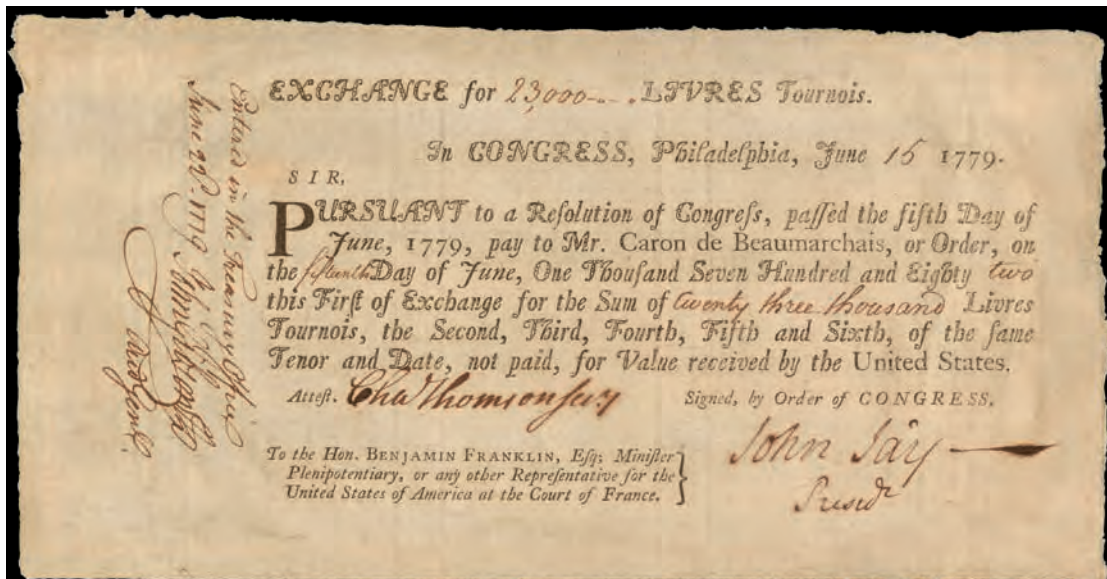 EXCHANGE for 23,000--- LIVRES Tournois.
In CONGRESS, Philadelphia, June 15 1779.
SIR,
PURSUANT to a Reſolution of Congreſs, paſſed the fifth Day of
June, 1779, pay to Mr. Caron de Beaumarchais, or Order, on
the fifteenth Day of June, One Thouſand Seven Hundred and Eighty two
this Firſt of Exchange for the Sum of twenty three thousand Livres
Tournois, the Second, Third, Fourth, Fifth and Sixth, of the ſame
Tenor and Date, not paid, for Value received by the United States.
Atteſt. Cha Thomson secy
Signed, by Order of CONGRESS.
John Jay
Presidt
To the Hon. BENJAMIN FRANKLIN, Eſq; Miniſter
Plenipotentiary, or any other Repreſentative for the
United States of America at the Court of France.
Entered in the Treasury Office
June 22d. 1779